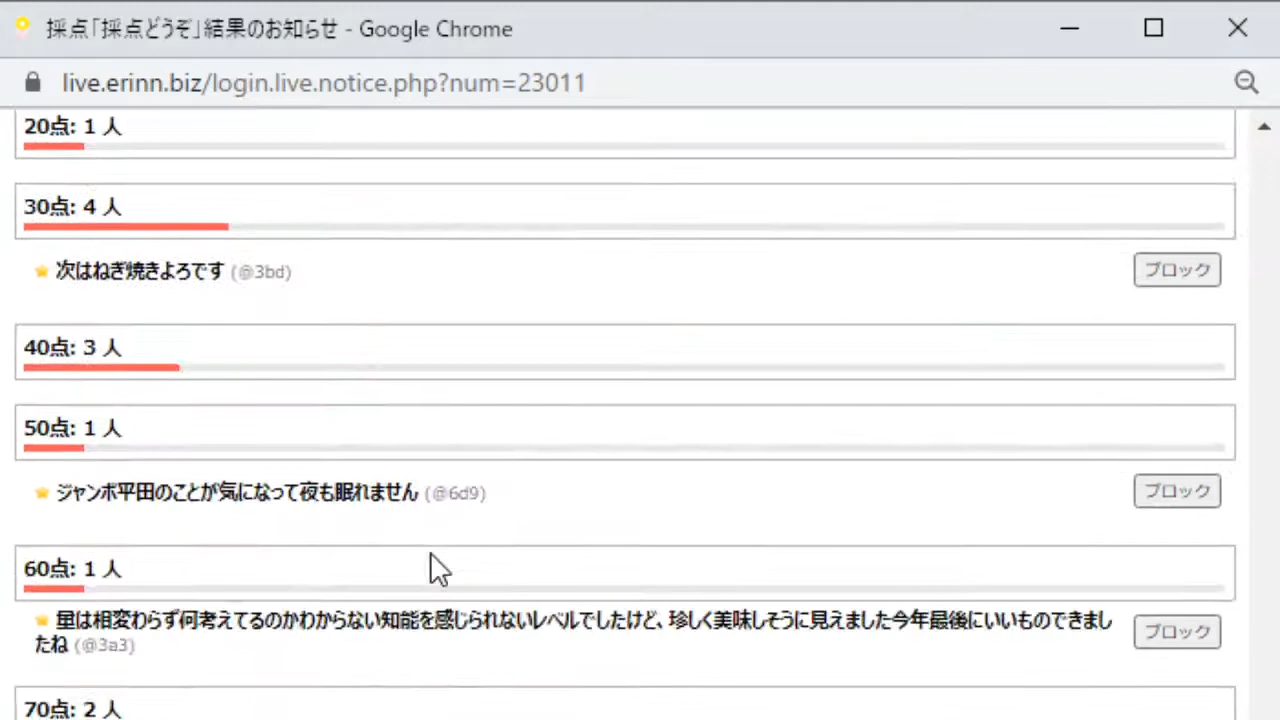 採点「採点どうぞ」結果のお知らせ - Google Chrome
live.erinn.biz/login.live.notice.php?num=23011
20点: 1 人
30点: 4 人
次はねぎ焼きよろです (@3bd)
ブロック
40点: 3 人
50点: 1 人
ジャンボ平田のことが気になって夜も眠れません (@6d9)
ブロック
60点: 1 人
量は相変わらず何考えてるのかわからない知能を感じられないレベルでしたけど、珍しく美味しそうに見えました今年最後にいいものできまし
たね (@3a3)
ブロック
70点: 2 人